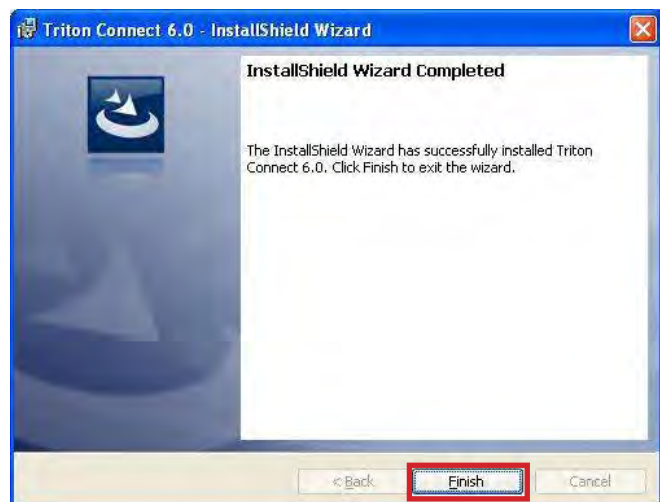 Triton Connect 6.0 - InstallShield Wizard
InstallShield Wizard Completed
The InstallShield Wizard has successfully installed Triton
Connect 6.0. Click Finish to exit the wizard.
< Back
Finish
Cancel